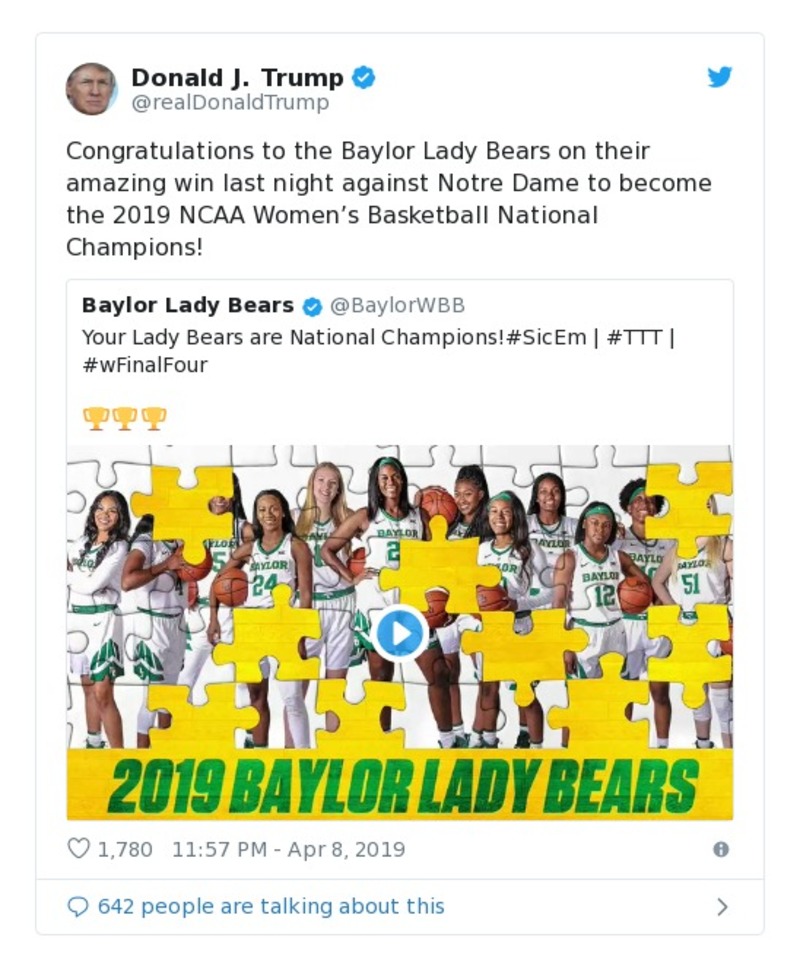 Donald J. Trump
@realDonaldTrump
Congratulations to the Baylor Lady Bears on their
amazing win last night against Notre Dame to become
the 2019 NCAA Women’s Basketball National
Champions!
Baylor Lady Bears @BaylorWBB
Your Lady Bears are National Champions!#SicEm | #TTT |
#wFinalFour
BAYLOR
24
BAYLOR
2
BAYLOR
BAYLOR
BAYLOR
12
BAYLOR
BAYLOR
51
2019 BAYLOR LADY BEARS
1,780 11:57 PM - Apr 8, 2019
642 people are talking about this